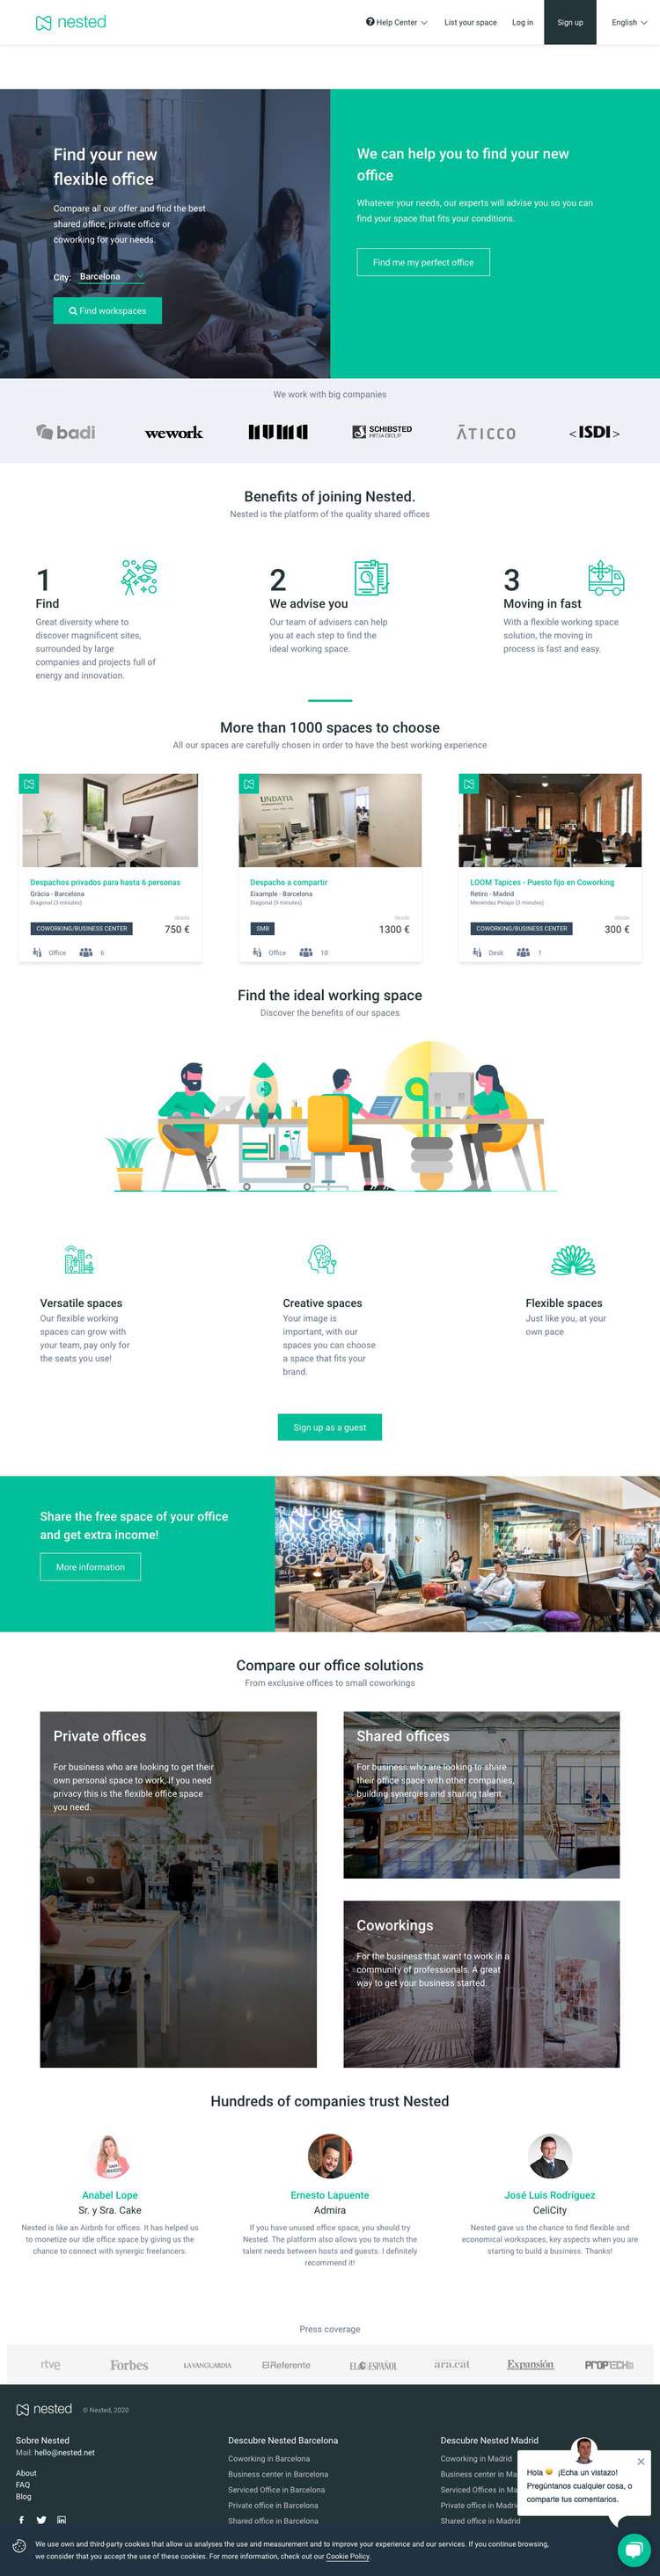 nested
Help Center
List your space
Log in
Sign up
English
Find your new
flexible office
Compare all our offer and find the best
shared office, private office or
coworking for your needs.
City: Barcelona
Find workspaces
We can help you to find your new
office
Whatever your needs, our experts will advise you so you can
find your space that fits your conditions.
Find me my perfect office
We work with big companies
badi
wework
SCHIBSTED
MEDIA GROUP
ĀTICCO
<ISDI>
Benefits of joining Nested.
Nested is the platform of the quality shared offices
1
Find
Great diversity where to
discover magnificent sites,
surrounded by large
companies and projects full of
energy and innovation.
2
We advise you
Our team of advisers can help
you at each step to find the
ideal working space.
3
Moving in fast
With a flexible working space
solution, the moving in
process is fast and easy.
More than 1000 spaces to choose
All our spaces are carefully chosen in order to have the best working experience
Despachos privados para hasta 6 personas
Gràcia - Barcelona
Diagonal (3 minutes)
desde
COWORKING/BUSINESS CENTER
750 €
Office
6
UNDATIA
Despacho a compartir
Eixample - Barcelona
Diagonal (9 minutes)
desde
SMB
1300 €
Office
10
LOOM Tapices - Puesto fijo en Coworking
Retiro - Madrid
Menéndez Pelayo (3 minutes)
desde
COWORKING/BUSINESS CENTER
300 €
Desk
1
Find the ideal working space
Discover the benefits of our spaces
Versatile spaces
Our flexible working
spaces can grow with
your team, pay only for
the seats you use!
Creative spaces
Your image is
important, with our
spaces you can choose
a space that fits your
brand.
Flexible spaces
Just like you, at your
own pace
Sign up as a guest
Share the free space of your office
and get extra income!
More information
Compare our office solutions
From exclusive offices to small coworkings
Private offices
For business who are looking to get their
own personal space to work, if you need
privacy this is the flexible office space
you need.
Shared offices
For business who are looking to share
their office space with other companies,
building synergies and sharing talent.
Coworkings
For the business that want to work in a
community of professionals. A great
way to get your business started.
Hundreds of companies trust Nested
Anabel Lope
Sr. y Sra. Cake
Nested is like an Airbnb for offices. It has helped us
to monetize our idle office space by giving us the
chance to connect with synergic freelancers.
Ernesto Lapuente
Admira
If you have unused office space, you should try
Nested. The platform also allows you to match the
talent needs between hosts and guests. I definitely
recommend it!
José Luis Rodríguez
CeliCity
Nested gave us the chance to find flexible and
economical workspaces, key aspects when you are
starting to build a business. Thanks!
Press coverage
rtve
Forbes
LAVANGUARDIA
El Referente
EL ESPAÑOL
ara.cat
Expansión
PROPTECH
nested
© Nested, 2020
Sobre Nested
Mail: hello@nested.net
About
FAQ
Blog
Descubre Nested Barcelona
Coworking in Barcelona
Business center in Barcelona
Serviced Office in Barcelona
Private office in Barcelona
Shared office in Barcelona
Descubre Nested Madrid
Coworking in Madrid
Business center in Ma
Serviced Offices in Ma
Private office in Madri
Shared office in Madrid
Hola 😄 ¡Echa un vistazo!
Pregúntanos cualquier cosa, o
comparte tus comentarios.
We use own and third-party cookies that allow us analyses the use and measurement and to improve your experience and our services. If you continue browsing,
we consider that you accept the use of these cookies. For more information, check out our Cookie Policy.